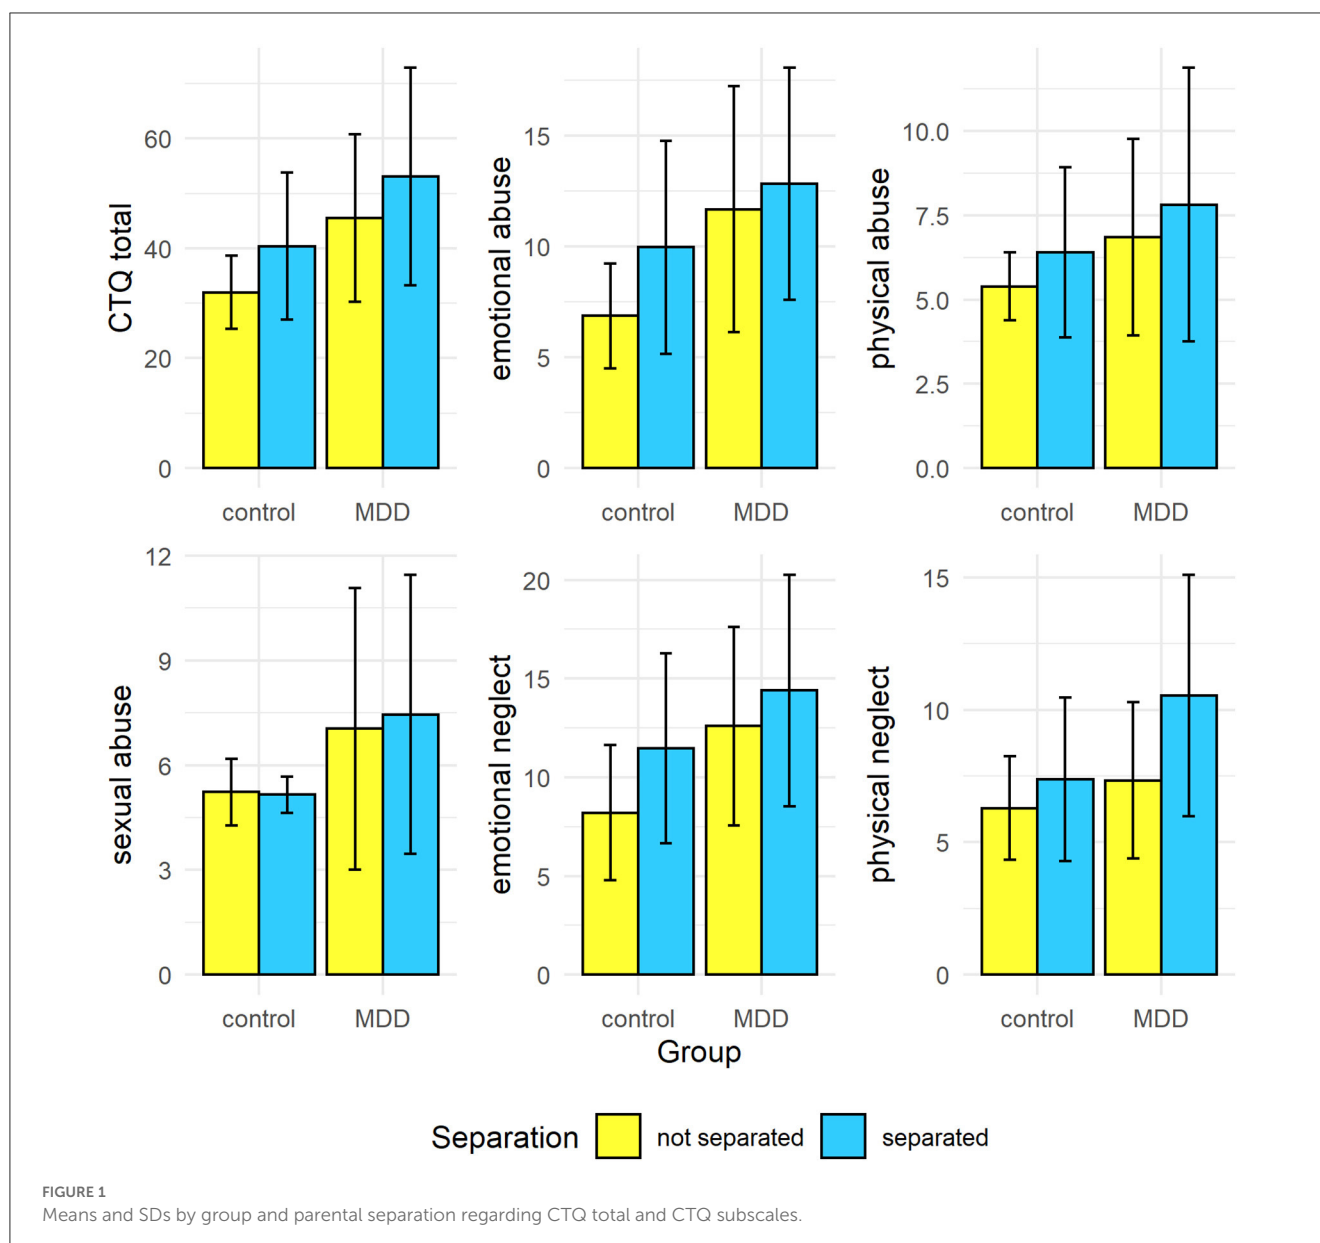 CTQ total
60
40
20
0
control MDD
emotional abuse
15
10
5
0
control MDD
physical abuse
10.0
7.5
5.0
2.5
0.0
control MDD
sexual abuse
12
9
6
3
0
control MDD
emotional neglect
20
15
10
5
0
control MDD
physical neglect
15
10
5
0
control MDD
Group
Separation not separated separated
FIGURE 1
Means and SDs by group and parental separation regarding CTQ total and CTQ subscales.